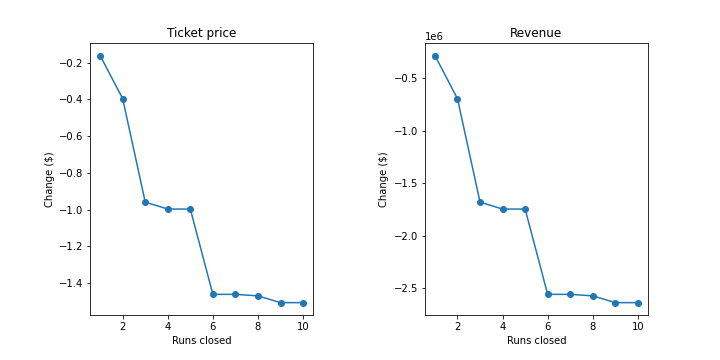 Ticket price
Change ($)
−0.2
−0.4
−0.6
−0.8
−1.0
−1.2
−1.4
2 4 6 8 10
Runs closed
Revenue
1e6
Change ($)
−0.5
−1.0
−1.5
−2.0
−2.5
2 4 6 8 10
Runs closed